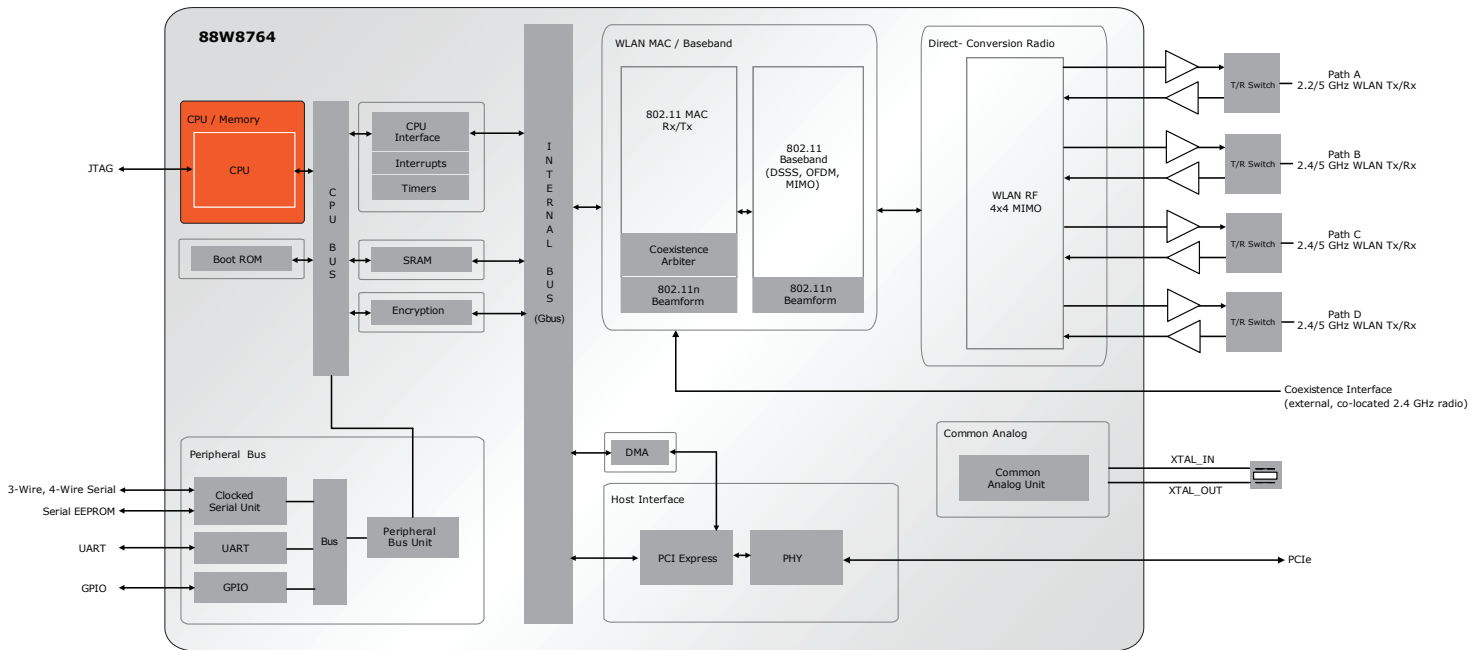 88W8764
CPU / Memory
CPU
JTAG
Boot ROM
CPU BUS
CPU
Interface
Interrupts
Timers
SRAM
Encryption
INTERNAL BUS
(Gbus)
WLAN MAC / Baseband
802.11 MAC
Rx/Tx
Coexistence
Arbiter
802.11n
Beamform
802.11
Baseband
(DSSS, OFDM,
MIMO)
802.11n
Beamform
Direct- Conversion Radio
WLAN RF
4x4 MIMO
T/R Switch
Path A
2.2/5 GHz WLAN Tx/Rx
T/R Switch
Path B
2.4/5 GHz WLAN Tx/Rx
T/R Switch
Path C
2.4/5 GHz WLAN Tx/Rx
T/R Switch
Path D
2.4/5 GHz WLAN Tx/Rx
Coexistence Interface
(external, co-located 2.4 GHz radio)
Peripheral Bus
3-Wire, 4-Wire Serial
Serial EEPROM
Clocked
Serial Unit
UART
UART
GPIO
GPIO
Bus
Peripheral
Bus Unit
DMA
Host Interface
PCI Express
PHY
PCIe
Common Analog
Common
Analog Unit
XTAL_IN
XTAL_OUT